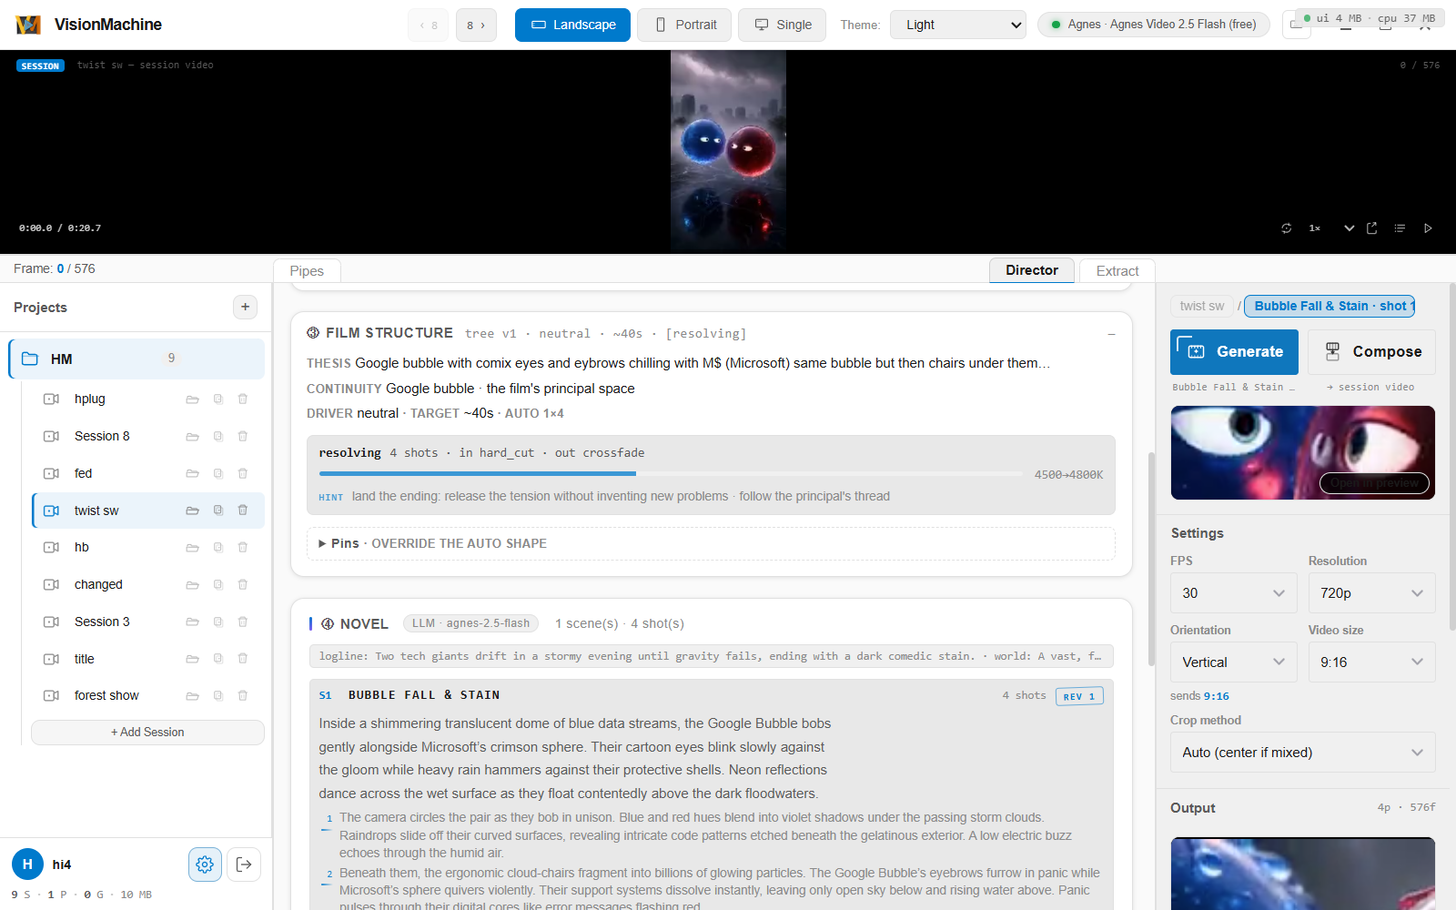 VisionMachine
‹ 8
8 ›
Landscape
Portrait
Single
Theme:
Light
Agnes · Agnes Video 2.5 Flash (free)
ui 4 MB · cpu 37 MB
SESSION
twist sw — session video
0 / 576
0:00.0 / 0:20.7
1×
Frame: 0 / 576
Pipes
Director
Extract
Projects
+
HM
9
hplug
Session 8
fed
twist sw
hb
changed
Session 3
title
forest show
+ Add Session
H
hi4
9 S · 1 P · 0 G · 10 MB
③ FILM STRUCTURE
tree v1 · neutral · ~40s · [resolving]
–
THESIS Google bubble with comix eyes and eybrows chilling with M$ (Microsoft) same bubble but then chairs under them…
CONTINUITY Google bubble · the film's principal space
DRIVER neutral · TARGET ~40s · AUTO 1×4
resolving 4 shots · in hard_cut · out crossfade
4500→4800K
HINT land the ending: release the tension without inventing new problems · follow the principal's thread
▶ Pins · OVERRIDE THE AUTO SHAPE
④ NOVEL
LLM · agnes-2.5-flash
1 scene(s) · 4 shot(s)
logline: Two tech giants drift in a stormy evening until gravity fails, ending with a dark comedic stain. · world: A vast, f…
S1 BUBBLE FALL & STAIN
4 shots
REV 1
Inside a shimmering translucent dome of blue data streams, the Google Bubble bobs
gently alongside Microsoft's crimson sphere. Their cartoon eyes blink slowly against
the gloom while heavy rain hammers against their protective shells. Neon reflections
dance across the wet surface as they float contentedly above the dark floodwaters.
1 The camera circles the pair as they bob in unison. Blue and red hues blend into violet shadows under the passing storm clouds.
Raindrops slide off their curved surfaces, revealing intricate code patterns etched beneath the gelatinous exterior. A low electric buzz
echoes through the humid air.
2 Beneath them, the ergonomic cloud-chairs fragment into billions of glowing particles. The Google Bubble's eyebrows furrow in panic while
Microsoft's sphere quivers violently. Their support systems dissolve instantly, leaving only open sky below and rising water above. Panic
pulses through their digital cores like error messages flashing red.
twist sw / Bubble Fall & Stain · shot 1
Generate
Compose
Bubble Fall & Stain …
→ session video
Open in preview
Settings
FPS
Resolution
30
720p
Orientation
Video size
Vertical
9:16
sends 9:16
Crop method
Auto (center if mixed)
Output
4p · 576f